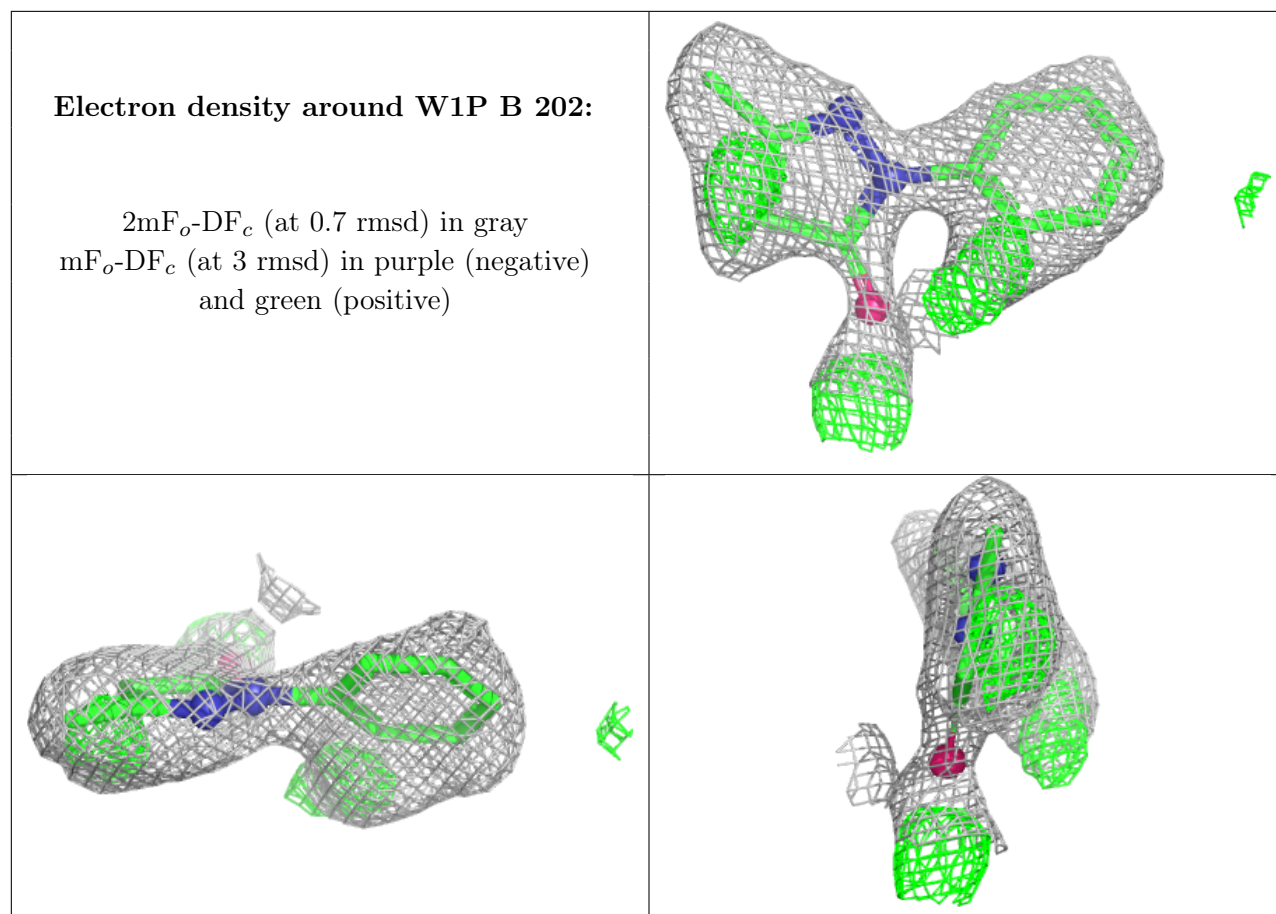 Electron density around W1P B 202:
2mFo-DFc (at 0.7 rmsd) in gray
mFo-DFc (at 3 rmsd) in purple (negative)
and green (positive)